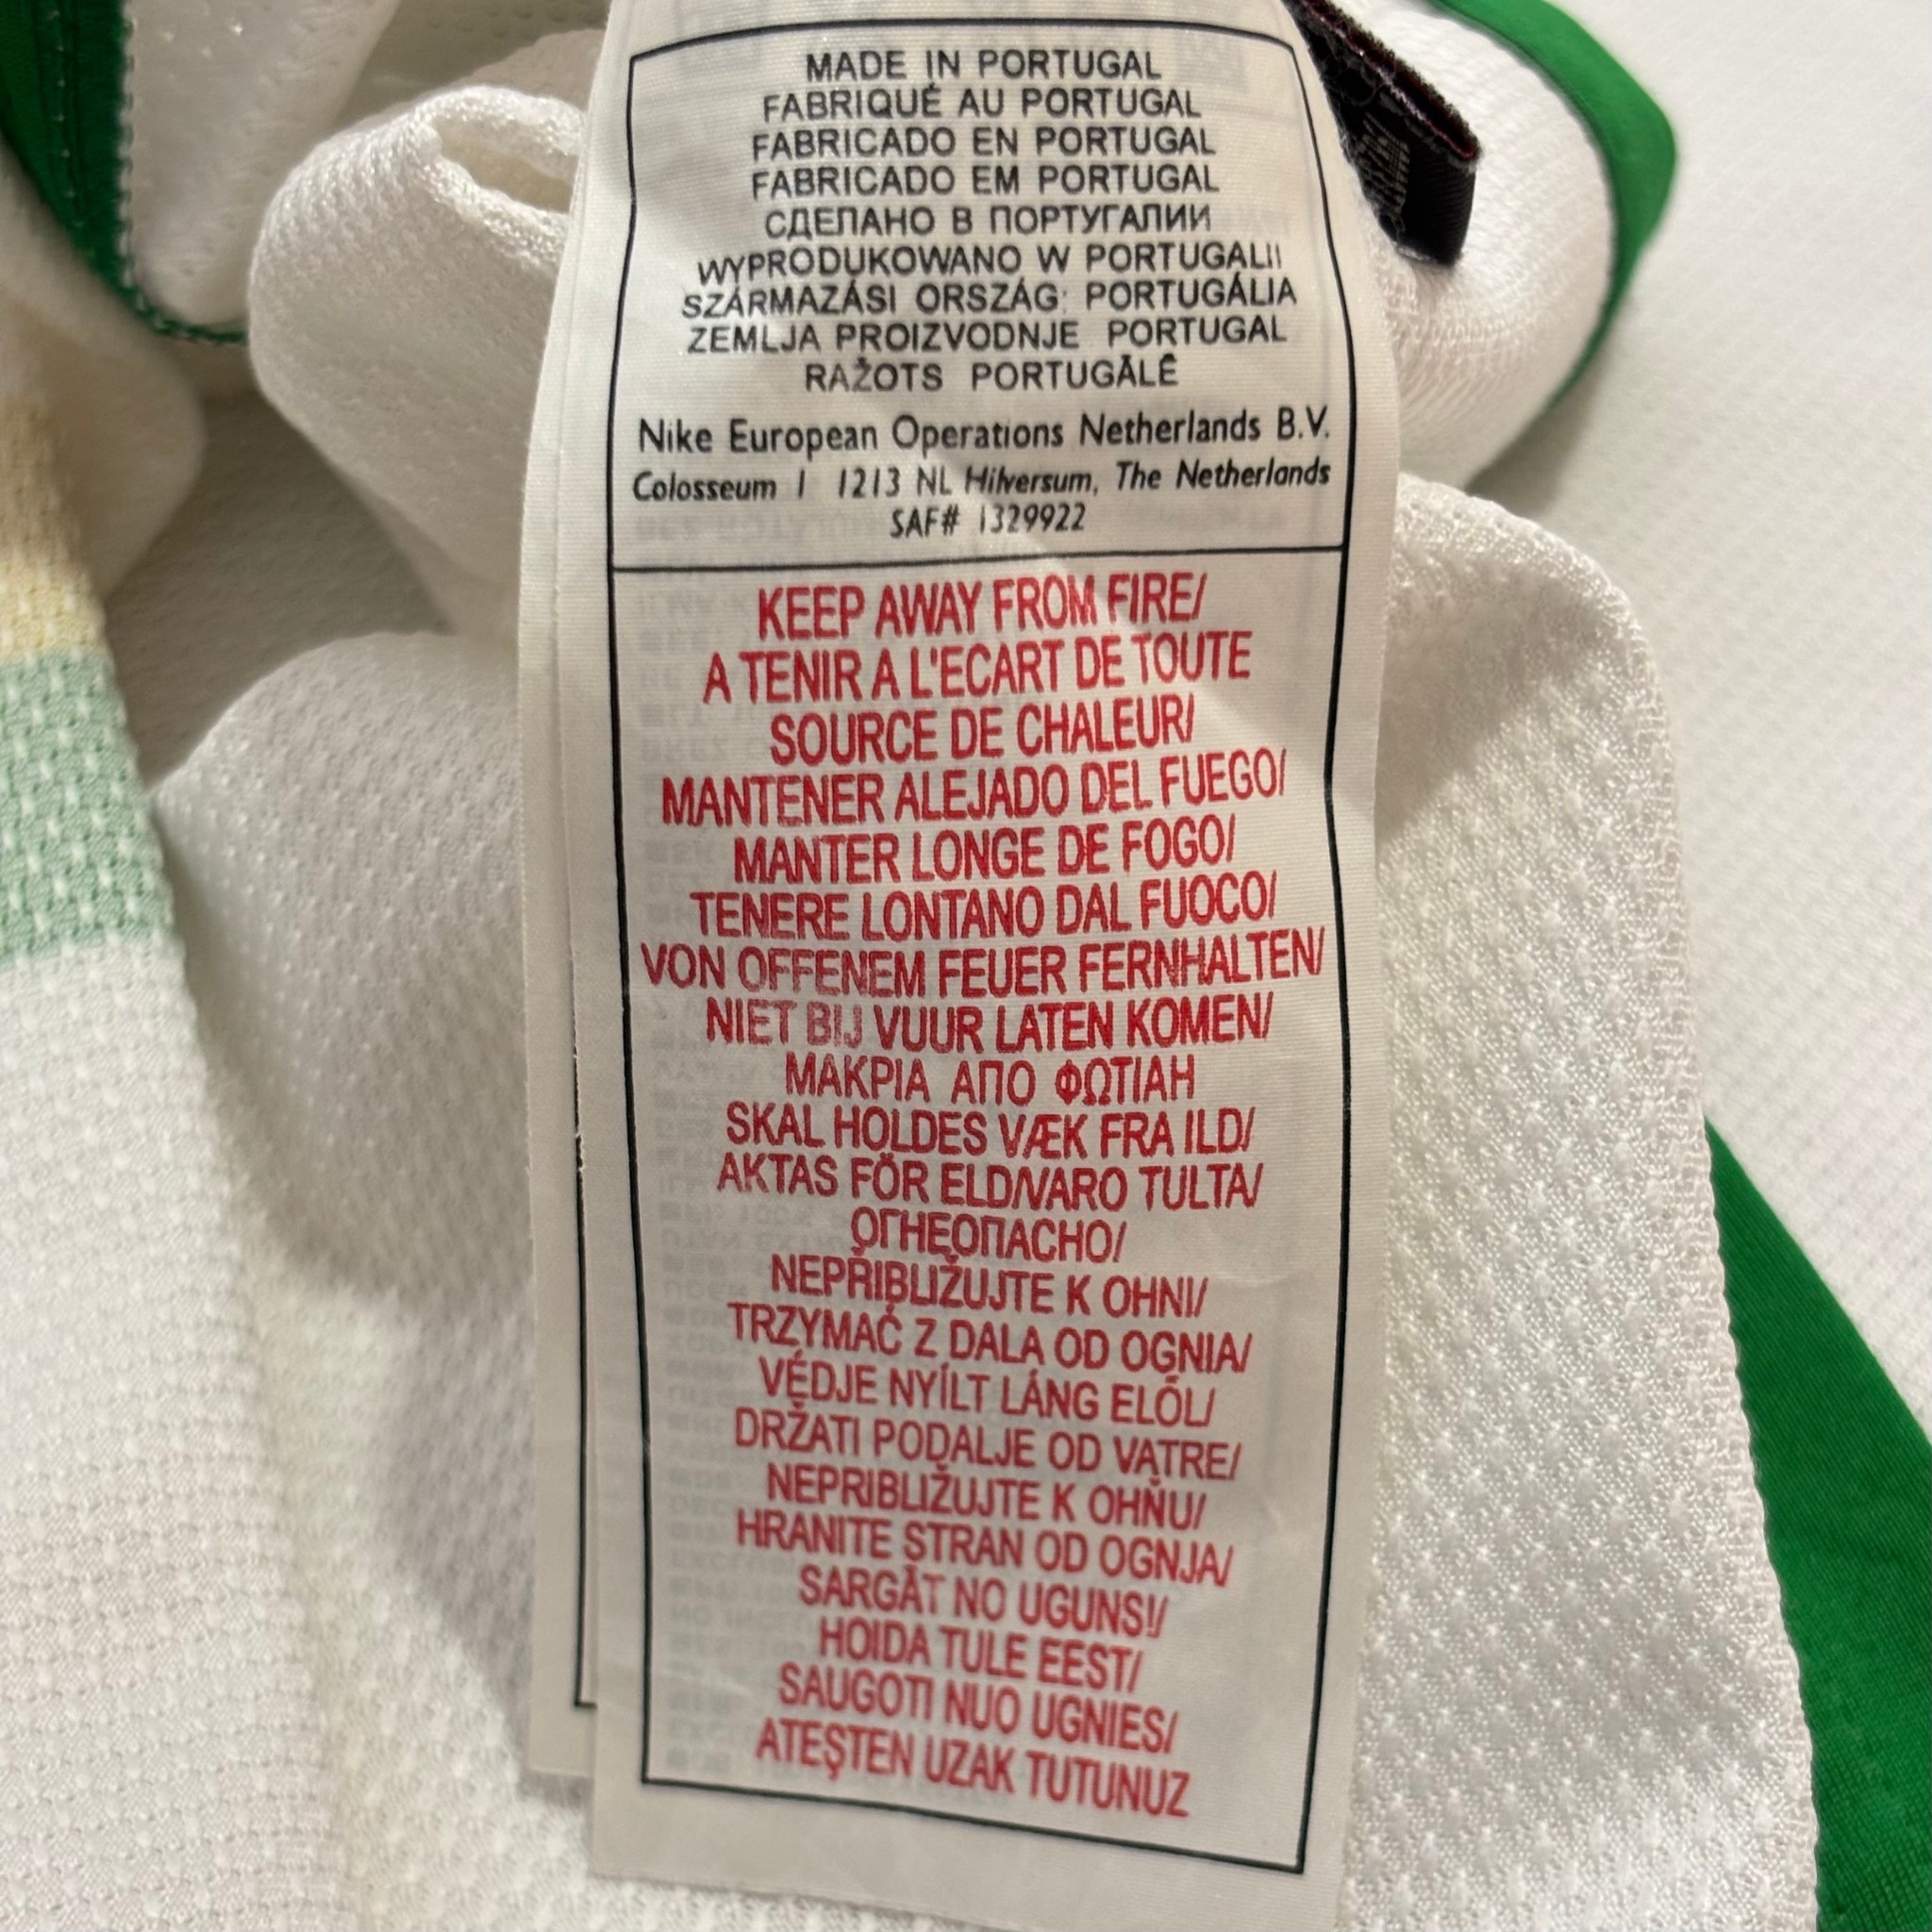 MADE IN PORTUGAL
FABRIQUÉ AU PORTUGAL
FABRICADO EN PORTUGAL
FABRICADO EM PORTUGAL
СДЕЛАНО В ПОРТУГАЛИИ
WYPRODUKOWANO W PORTUGALII
SZÁRMAZÁSI ORSZÁG: PORTUGÁLIA
ZEMLJA PROIZVODNJE PORTUGAL
RAŽOTS PORTUGĀLĒ
Nike European Operations Netherlands B.V.
Colosseum 1 1213 NL Hilversum, The Netherlands
SAF# 1329922
KEEP AWAY FROM FIRE/
A TENIR A L'ECART DE TOUTE
SOURCE DE CHALEUR/
MANTENER ALEJADO DEL FUEGO/
MANTER LONGE DE FOGO/
TENERE LONTANO DAL FUOCO/
VON OFFENEM FEUER FERNHALTEN/
NIET BIJ VUUR LATEN KOMEN/
ΜΑΚΡΙΑ ΑΠΟ ΦΩΤΙΑΗ
SKAL HOLDES VÆK FRA ILD/
AKTAS FÖR ELD/VARO TULTA/
ОГНЕОПАСНО/
NEPŘIBLIŽUJTE K OHNI/
TRZYMAĆ Z DALA OD OGNIA/
VÉDJE NYÍLT LÁNG ELŐL/
DRŽATI PODALJE OD VATRE/
NEPRIBLIŽUJTE K OHŇU/
HRANITE STRAN OD OGNJA/
SARGĀT NO UGUNS!/
HOIDA TULE EEST/
SAUGOTI NUO UGNIES/
ATEŞTEN UZAK TUTUNUZ